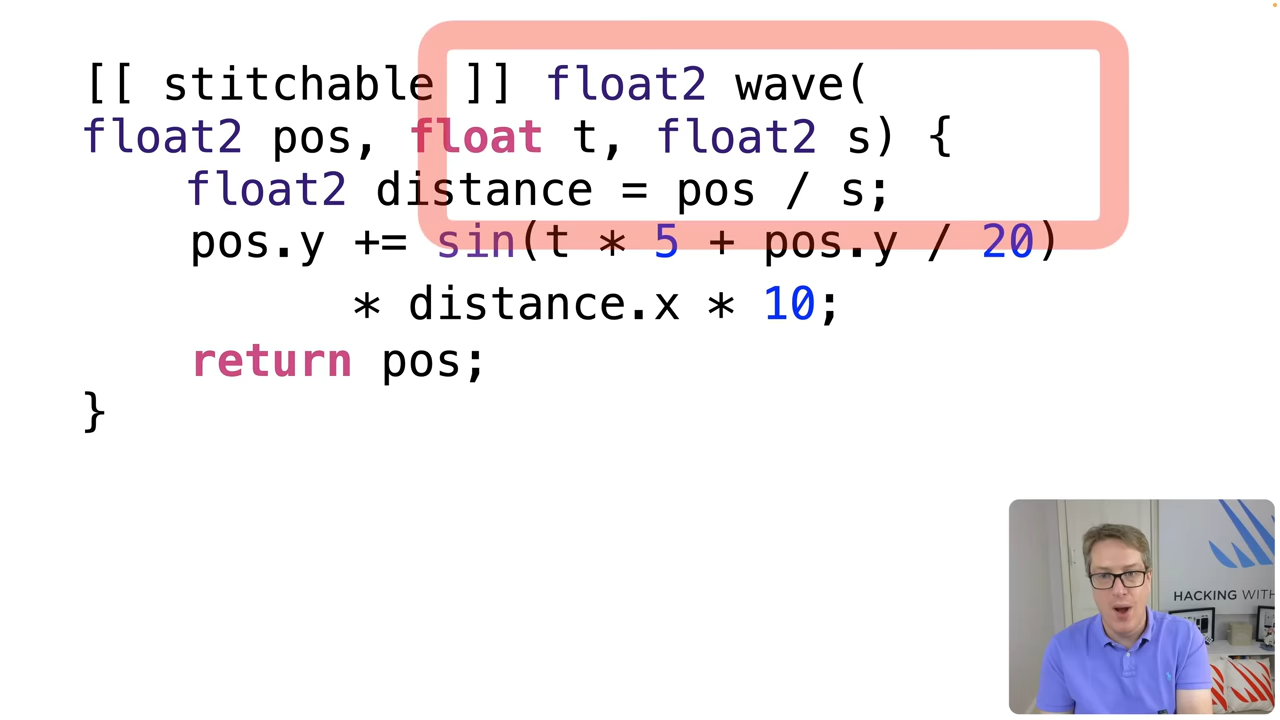 [[ stitchable ]] float2 wave(
float2 pos, float t, float2 s) {
float2 distance = pos / s;
pos.y += sin(t * 5 + pos.y / 20)
* distance.x * 10;
return pos;
}
HACKING WITH